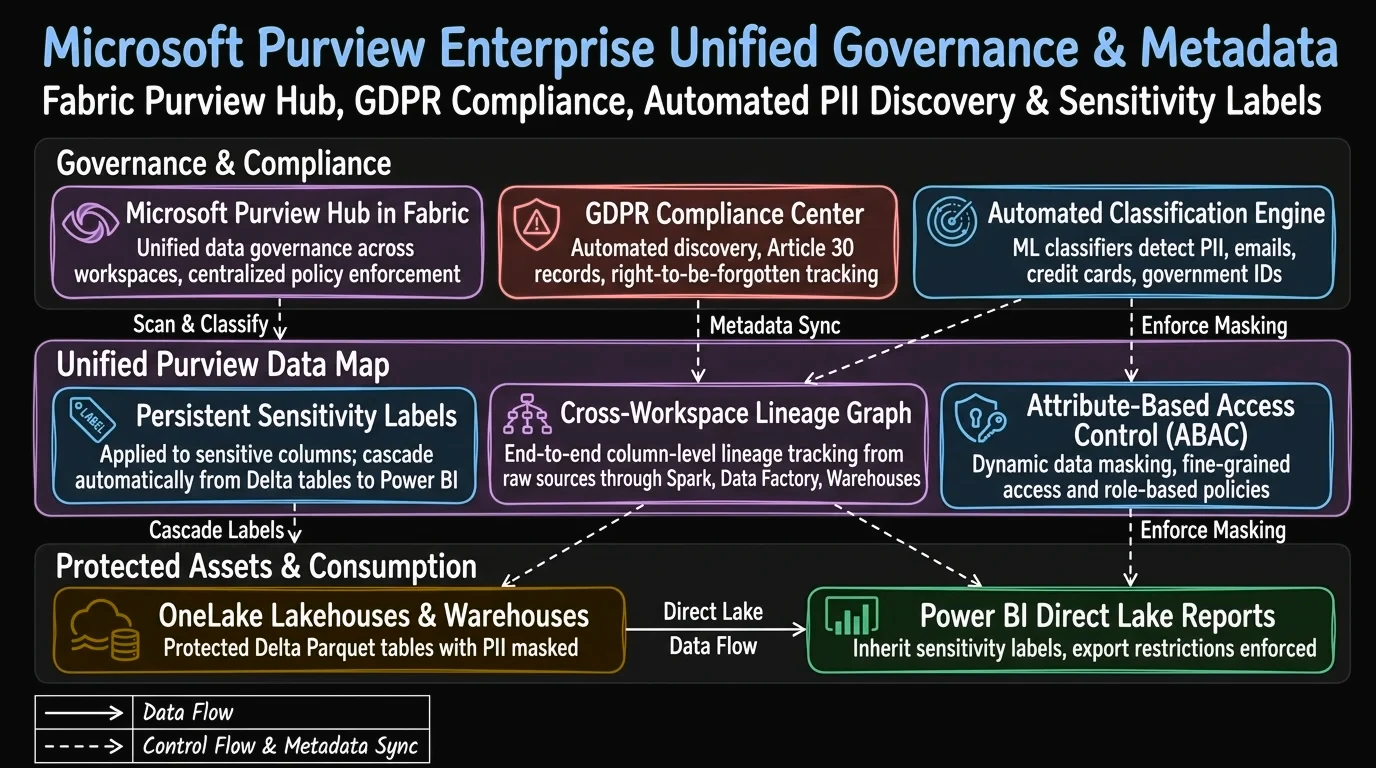 Microsoft Purview Enterprise Unified Governance & Metadata
Fabric Purview Hub, GDPR Compliance, Automated PII Discovery & Sensitivity Labels
Governance & Compliance
Microsoft Purview Hub in Fabric
Unified data governance across
workspaces, centralized policy enforcement
GDPR Compliance Center
Automated discovery, Article 30
records, right-to-be-forgotten tracking
Automated Classification Engine
ML classifiers detect PII, emails,
credit cards, government IDs
Scan & Classify
Metadata Sync
Enforce Masking
Unified Purview Data Map
LABEL
Persistent Sensitivity Labels
Applied to sensitive columns; cascade
automatically from Delta tables to Power BI
Cross-Workspace Lineage Graph
End-to-end column-level lineage tracking from
raw sources through Spark, Data Factory, Warehouses
Attribute-Based Access
Control (ABAC)
Dynamic data masking, fine-grained
access and role-based policies
Cascade Labels
Enforce Masking
Protected Assets & Consumption
OneLake Lakehouses & Warehouses
Protected Delta Parquet tables with PII masked
Direct Lake
Data Flow
Power BI Direct Lake Reports
Inherit sensitivity labels, export restrictions enforced
Data Flow
Control Flow & Metadata Sync